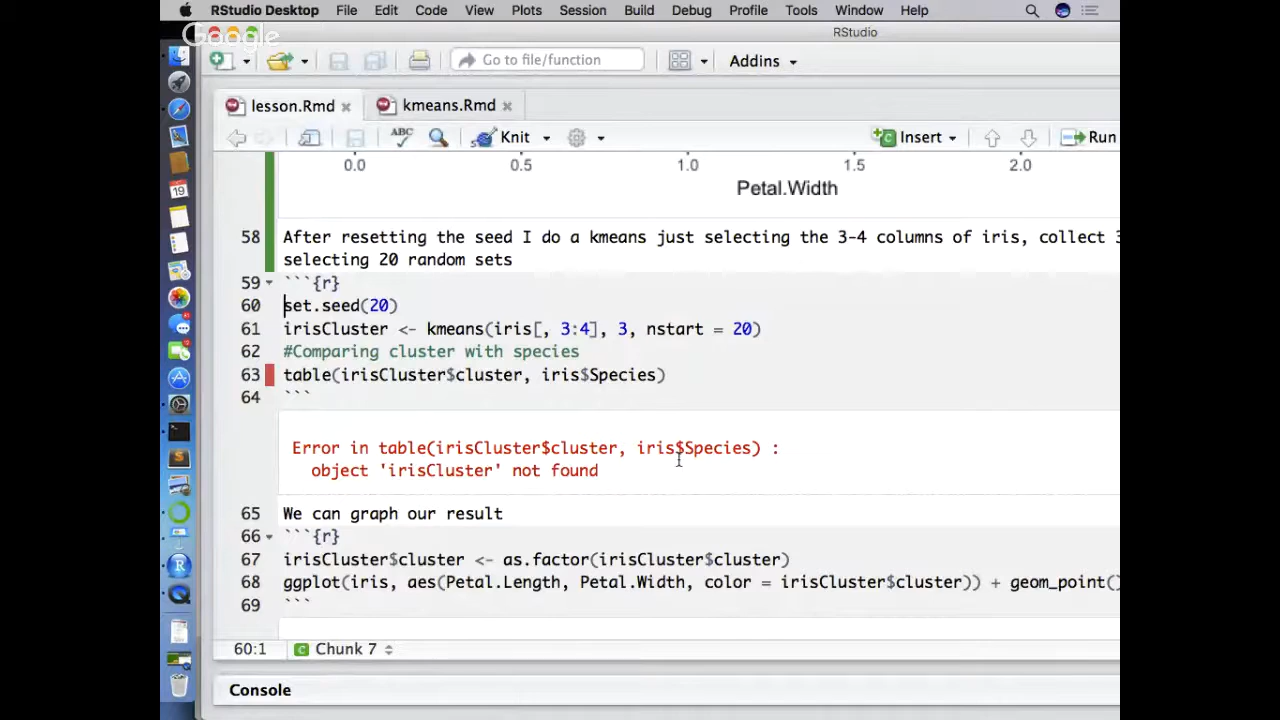 RStudio Desktop File Edit Code View Plots Session Build Debug Profile Tools Window Help
Google
RStudio
Go to file/function Addins
lesson.Rmd kmeans.Rmd
ABC Knit Insert Run
0.0 0.5 1.0 1.5 2.0
Petal.Width
58 After resetting the seed I do a kmeans just selecting the 3-4 columns of iris, collect 3
selecting 20 random sets
59 ```{r}
60 set.seed(20)
61 irisCluster <- kmeans(iris[, 3:4], 3, nstart = 20)
62 #Comparing cluster with species
63 table(irisCluster$cluster, iris$Species)
64 ```
Error in table(irisCluster$cluster, iris$Species) :
object 'irisCluster' not found
65 We can graph our result
66 ```{r}
67 irisCluster$cluster <- as.factor(irisCluster$cluster)
68 ggplot(iris, aes(Petal.Length, Petal.Width, color = irisCluster$cluster)) + geom_point()
69 ```
60:1 C Chunk 7
Console
19